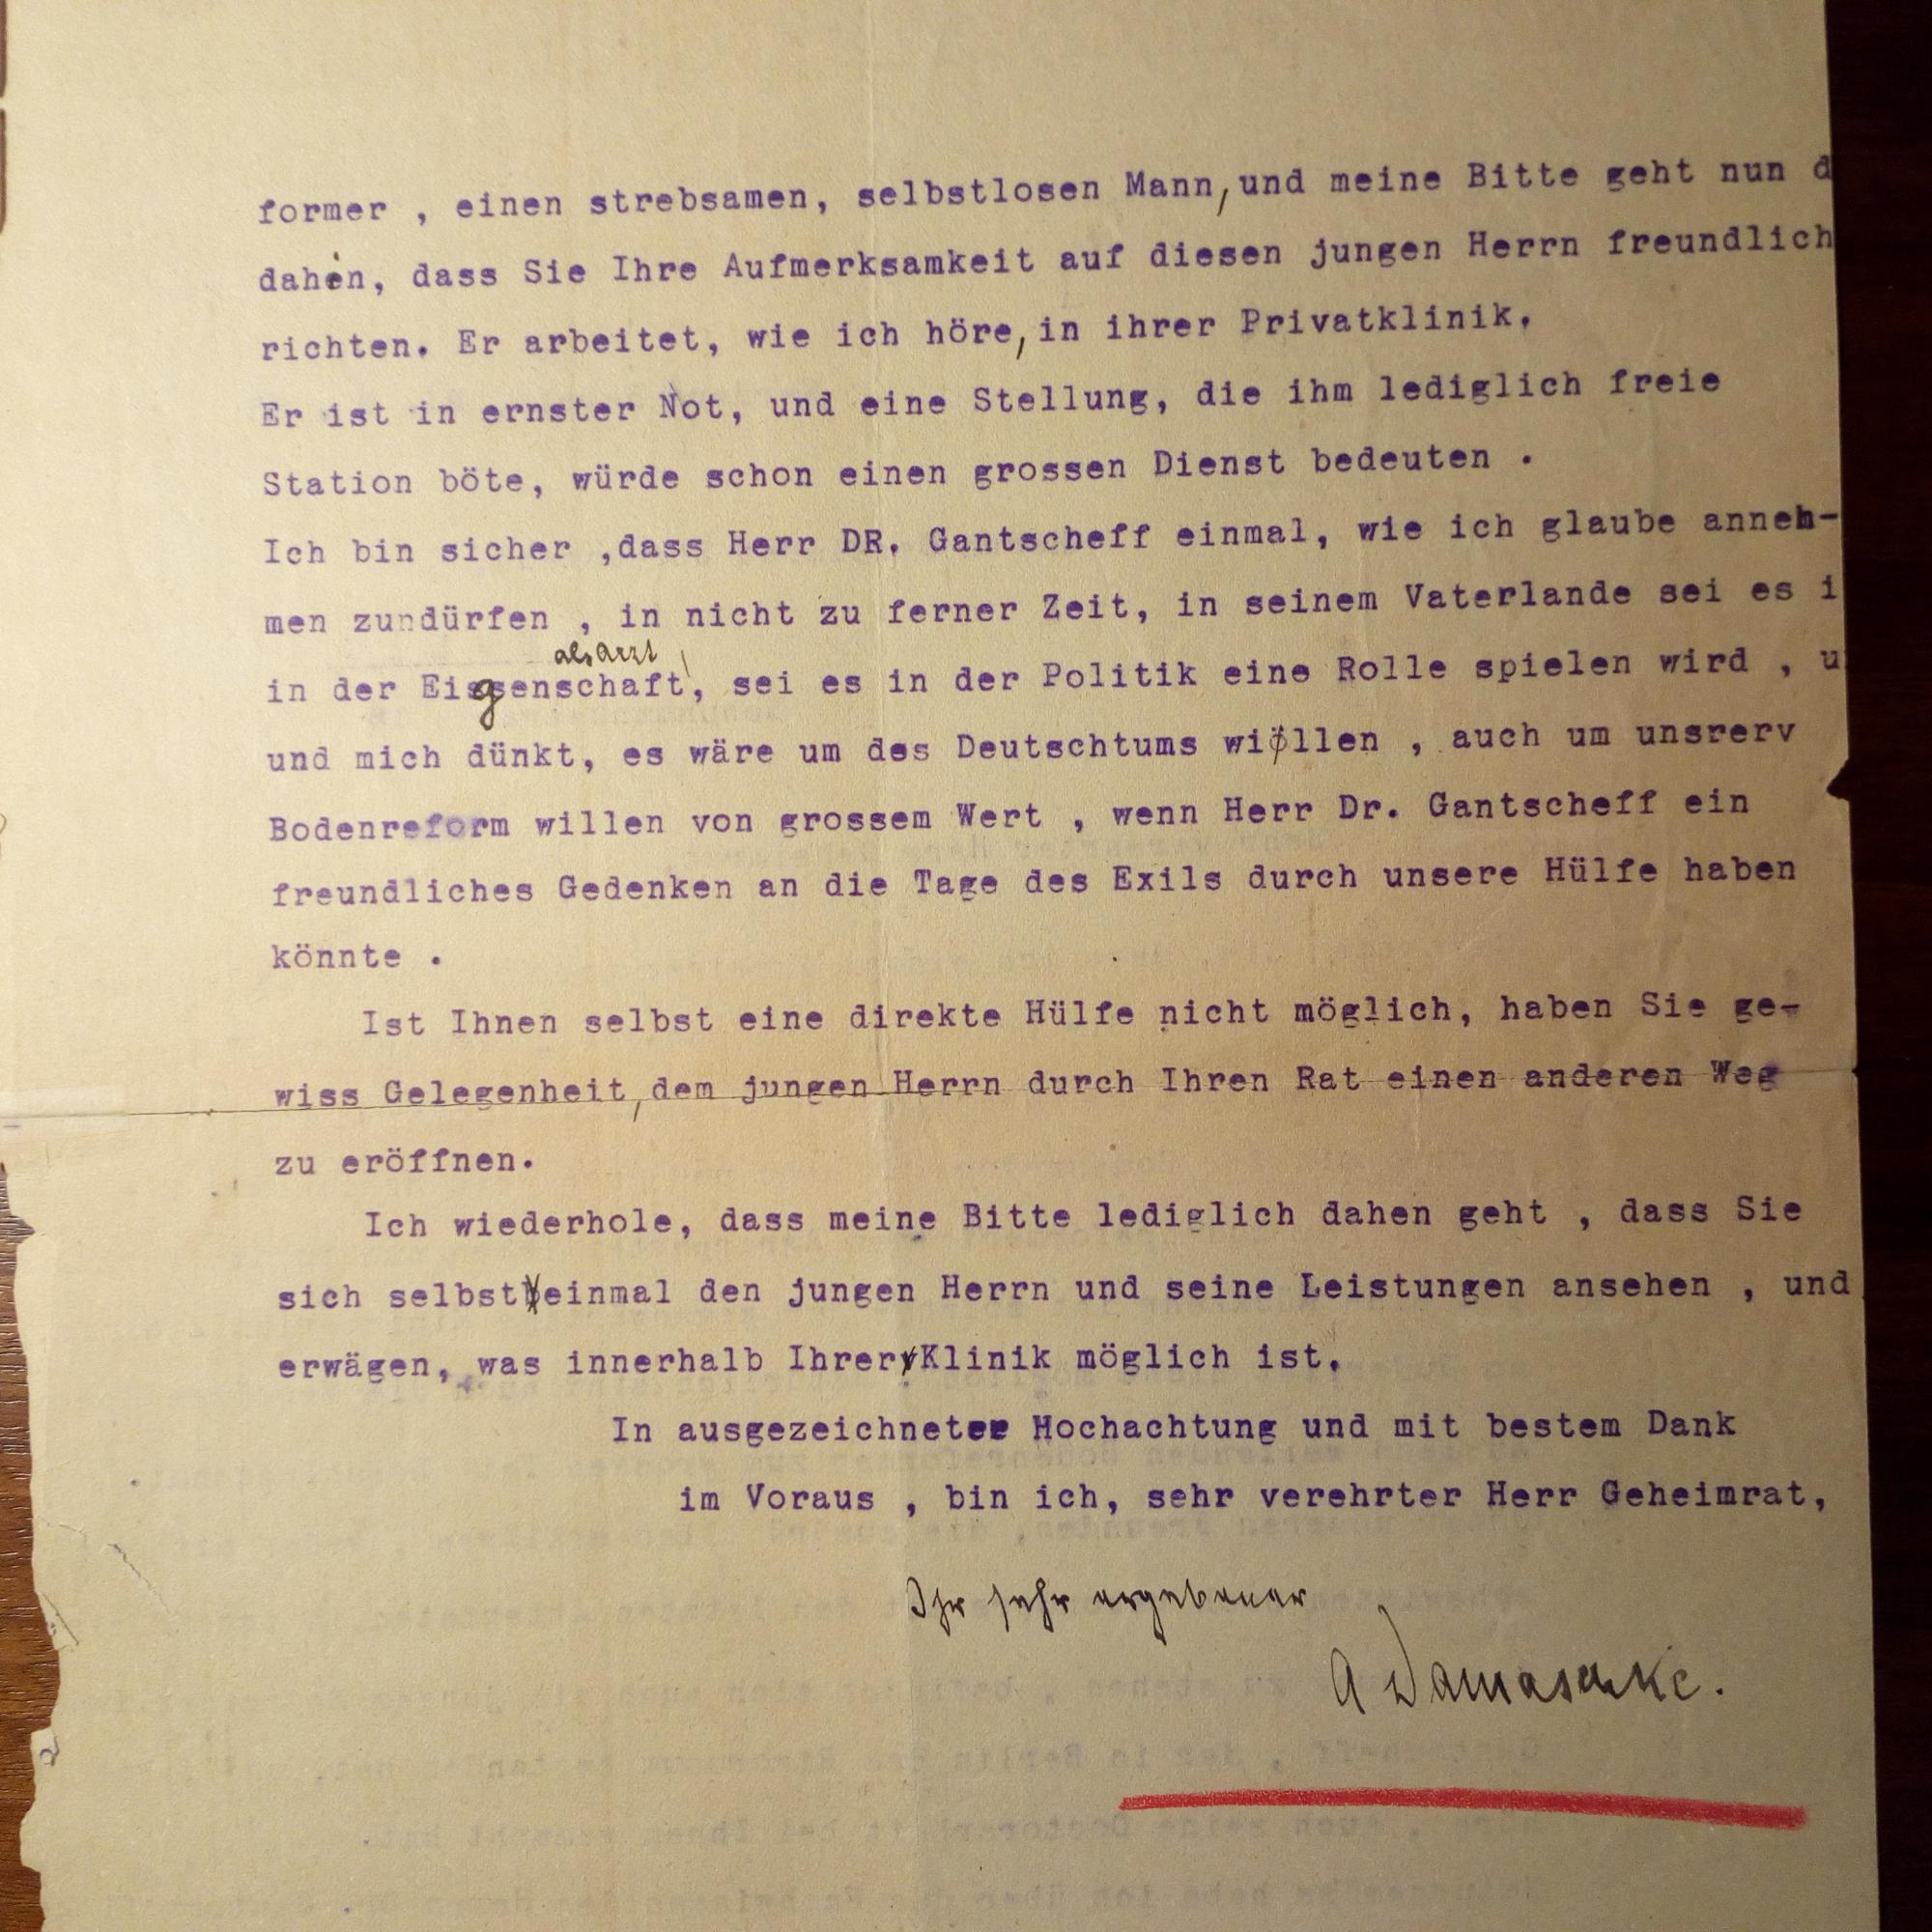 former , einen strebsamen, selbstlosen Mann, und meine Bitte geht nun d
dahin, dass Sie Ihre Aufmerksamkeit auf diesen jungen Herrn freundlich
richten. Er arbeitet, wie ich höre, in ihrer Privatklinik.
Er ist in ernster Not, und eine Stellung, die ihm lediglich freie
Station böte, würde schon einen grossen Dienst bedeuten .
Ich bin sicher ,dass Herr DR. Gantscheff einmal, wie ich glaube anneh-
men zundürfen , in nicht zu ferner Zeit, in seinem Vaterlande sei es i
als Arzt
in der Eigenschaft, sei es in der Politik eine Rolle spielen wird , u
und mich dünkt, es wäre um des Deutschtums willen , auch um unsrerv
Bodenreform willen von grossem Wert , wenn Herr Dr. Gantscheff ein
freundliches Gedenken an die Tage des Exils durch unsere Hülfe haben
könnte .
Ist Ihnen selbst eine direkte Hülfe nicht möglich, haben Sie ge-
wiss Gelegenheit, dem jungen Herrn durch Ihren Rat einen anderen Weg
zu eröffnen.
Ich wiederhole, dass meine Bitte lediglich dahen geht , dass Sie
sich selbst einmal den jungen Herrn und seine Leistungen ansehen , und
erwägen, was innerhalb Ihrer Klinik möglich ist.
In ausgezeichneter Hochachtung und mit bestem Dank
im Voraus , bin ich, sehr verehrter Herr Geheimrat,
Ihr sehr ergebener
A Damaschke.